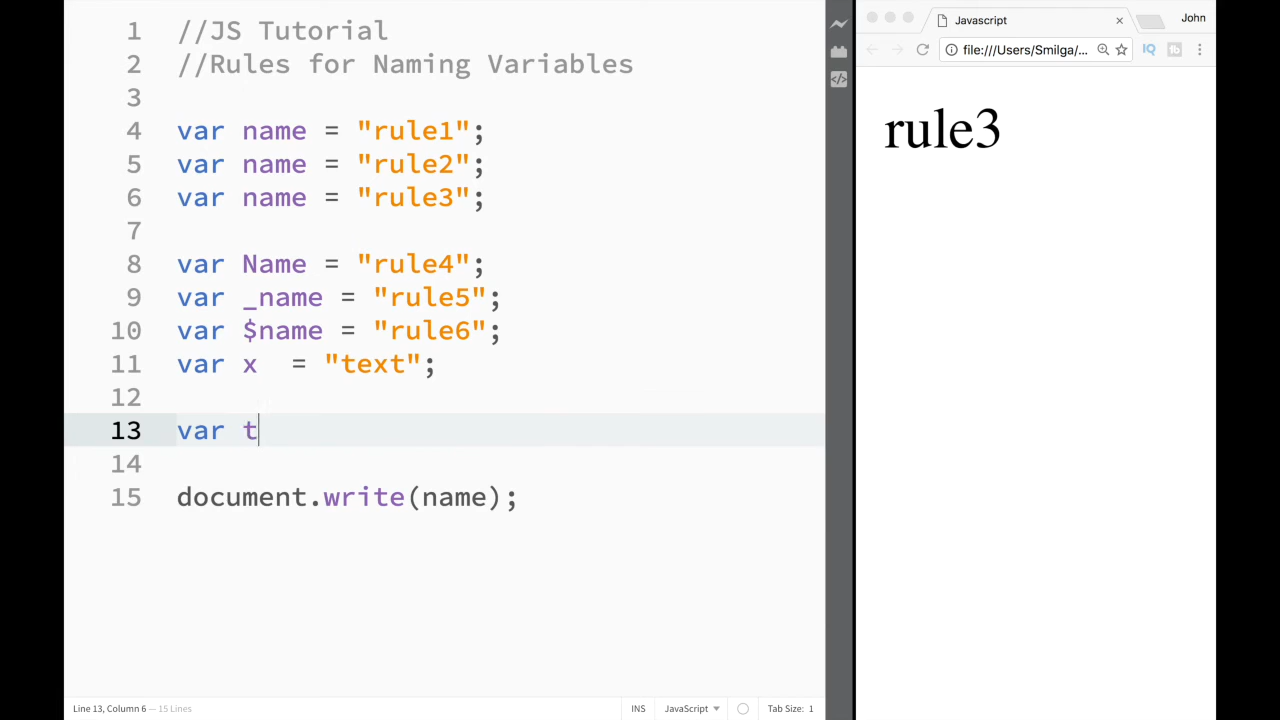 1 //JS Tutorial
2 //Rules for Naming Variables
3
4 var name = "rule1";
5 var name = "rule2";
6 var name = "rule3";
7
8 var Name = "rule4";
9 var _name = "rule5";
10 var $name = "rule6";
11 var x  = "text";
12
13 var t
14
15 document.write(name);
Line 13, Column 6 — 15 Lines
INS
JavaScript
Tab Size: 1
Javascript
John
file:///Users/Smilga/...
IQ
rule3